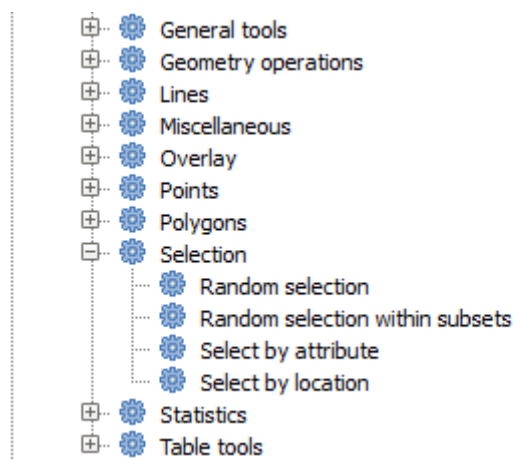 General tools
Geometry operations
Lines
Miscellaneous
Overlay
Points
Polygons
Selection
Random selection
Random selection within subsets
Select by attribute
Select by location
Statistics
Table tools